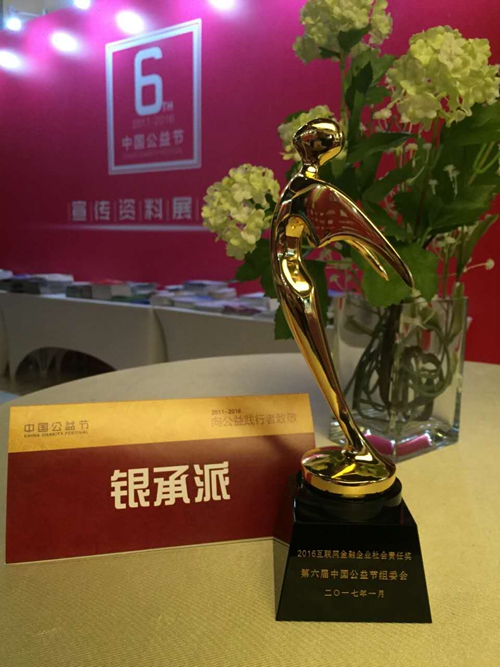 6TH
2011-2016
中国公益节
宣传资料展
中国公益节
CHINA CHARITY FESTIVAL
2011-2016
向公益践行者致敬
银承派
2016互联网金融企业社会责任奖
第六届中国公益节组委会
二〇一七年一月